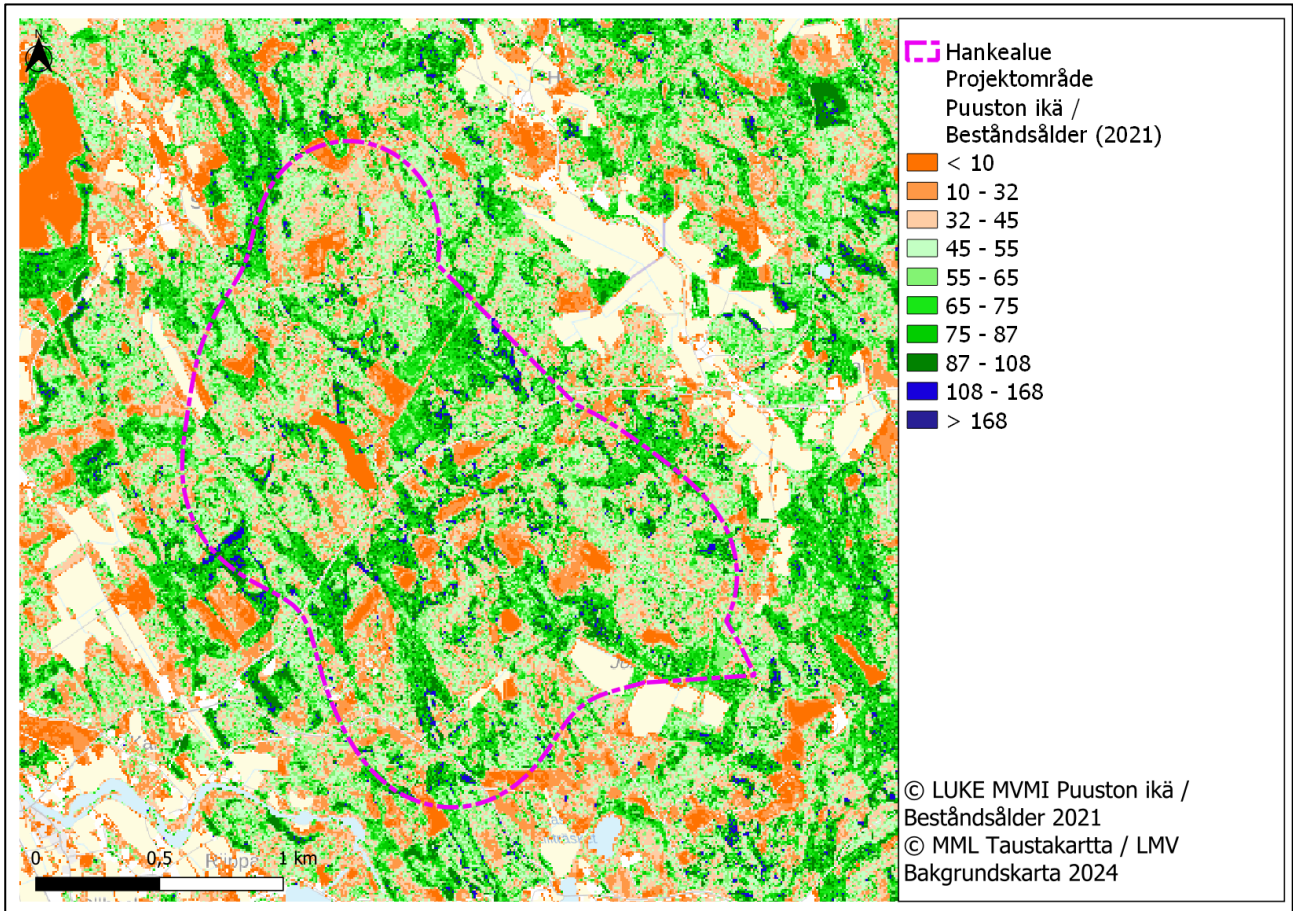 N
H
S
Hankealue
Projektområde
Puuston ikä /
Beståndsålder (2021)
< 10
10 - 32
32 - 45
45 - 55
55 - 65
65 - 75
75 - 87
87 - 108
108 - 168
> 168
© LUKE MVMI Puuston ikä /
Beståndsålder 2021
© MML Taustakartta / LMV
Bakgrundskarta 2024
0 0,5 1 km